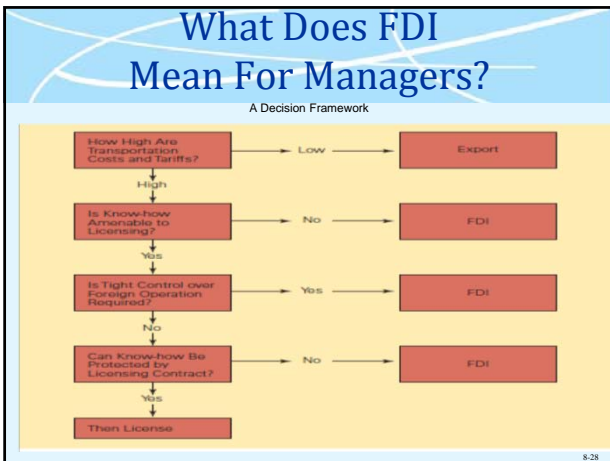 What Does FDI
Mean For Managers?
A Decision Framework
How High Are
Transportation
Costs and Tariffs?
Low
Export
High
Is Know-how
Amenable to
Licensing?
No
FDI
Yes
Is Tight Control over
Foreign Operation
Required?
Yes
FDI
No
Can Know-how Be
Protected by
Licensing Contract?
No
FDI
Yes
Then License
8-28